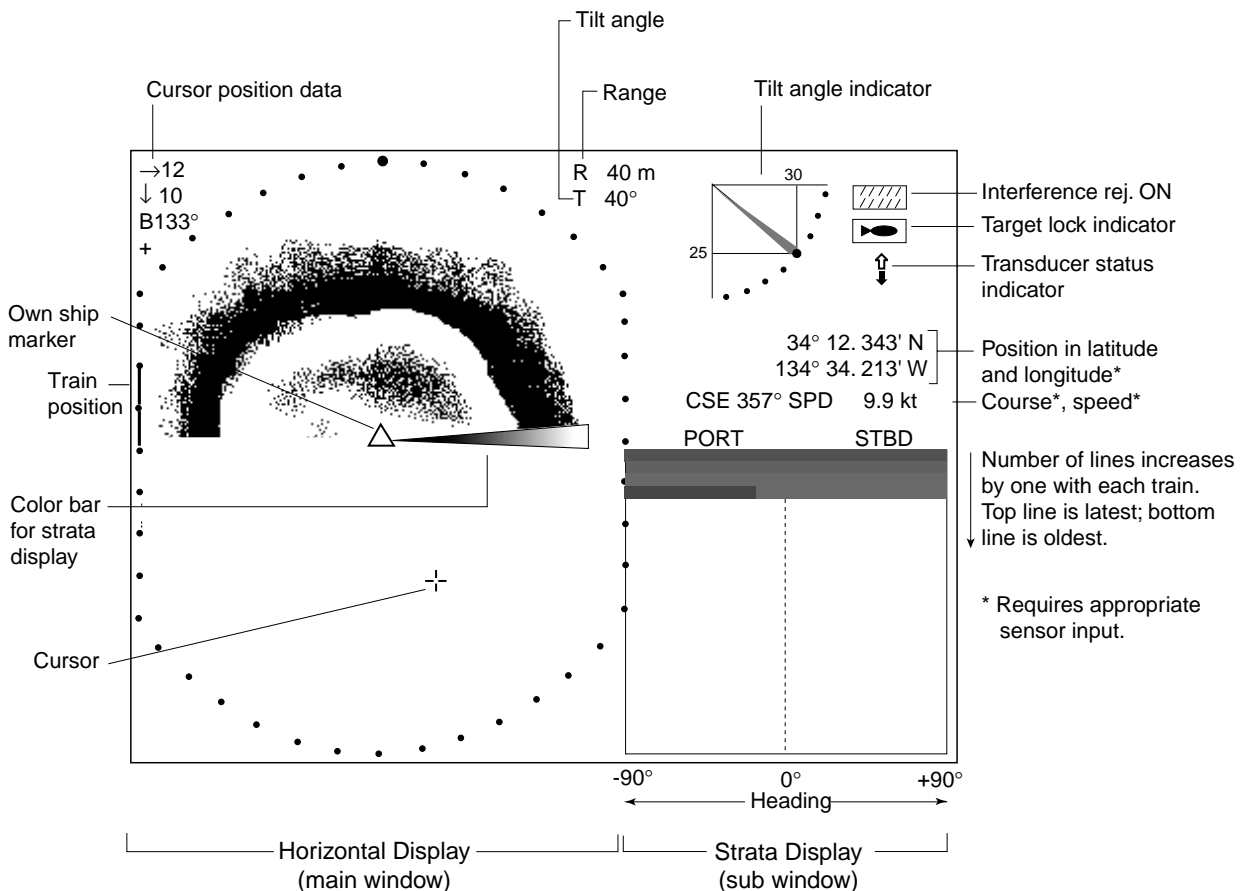 Tilt angle
Cursor position data
Range
Tilt angle indicator
→12
↓ 10
B133°
+
R 40 m
T 40°
30
25
Interference rej. ON
Target lock indicator
Transducer status
indicator
Own ship
marker
Train
position
34° 12. 343' N
134° 34. 213' W
Position in latitude
and longitude*
CSE 357° SPD 9.9 kt
Course*, speed*
PORT STBD
Number of lines increases
by one with each train.
Top line is latest; bottom
line is oldest.
Color bar
for strata
display
* Requires appropriate
sensor input.
Cursor
-90° 0° +90°
Heading
Horizontal Display
(main window)
Strata Display
(sub window)